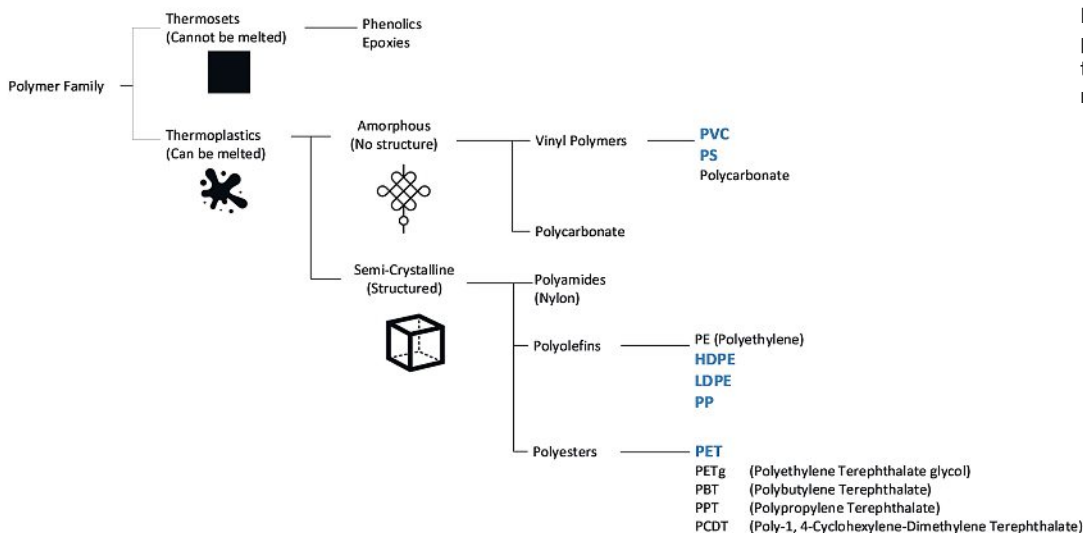 Thermosets
(Cannot be melted)
Phenolics
Epoxies
Polymer Family
Thermoplastics
(Can be melted)
Amorphous
(No structure)
Vinyl Polymers
PVC
PS
Polycarbonate
Polycarbonate
Semi-Crystalline
(Structured)
Polyamides
(Nylon)
Polyolefins
PE (Polyethylene)
HDPE
LDPE
PP
Polyesters
PET
PETg (Polyethylene Terephthalate glycol)
PBT (Polybutylene Terephthalate)
PPT (Polypropylene Terephthalate)
PCDT (Poly-1, 4-Cyclohexylene-Dimethylene Terephthalate)